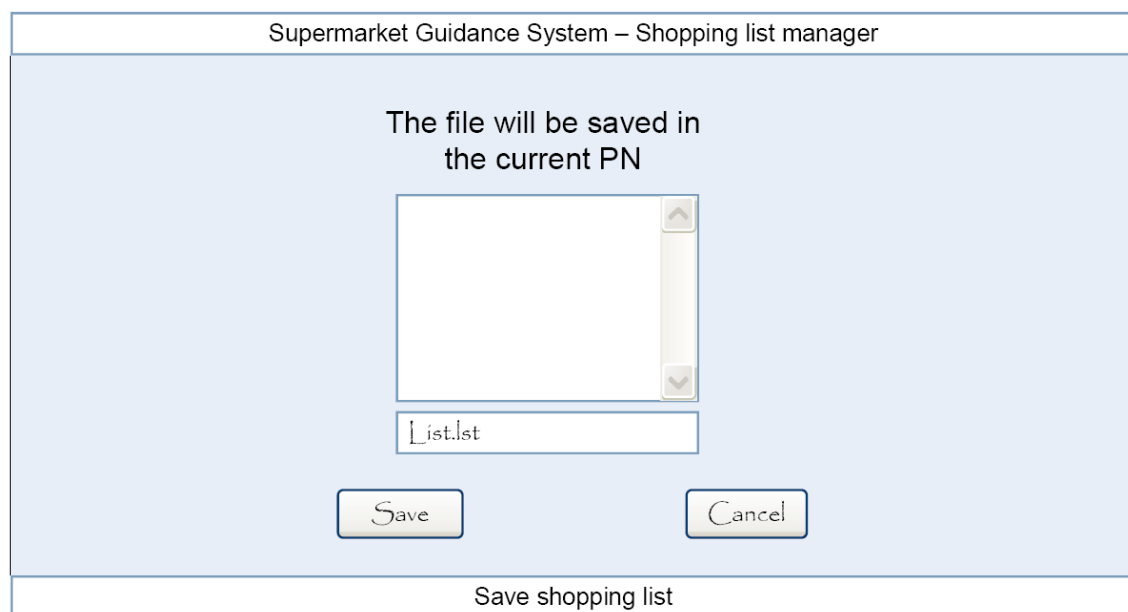 Supermarket Guidance System – Shopping list manager
The file will be saved in
the current PN
List.lst
Save
Cancel
Save shopping list